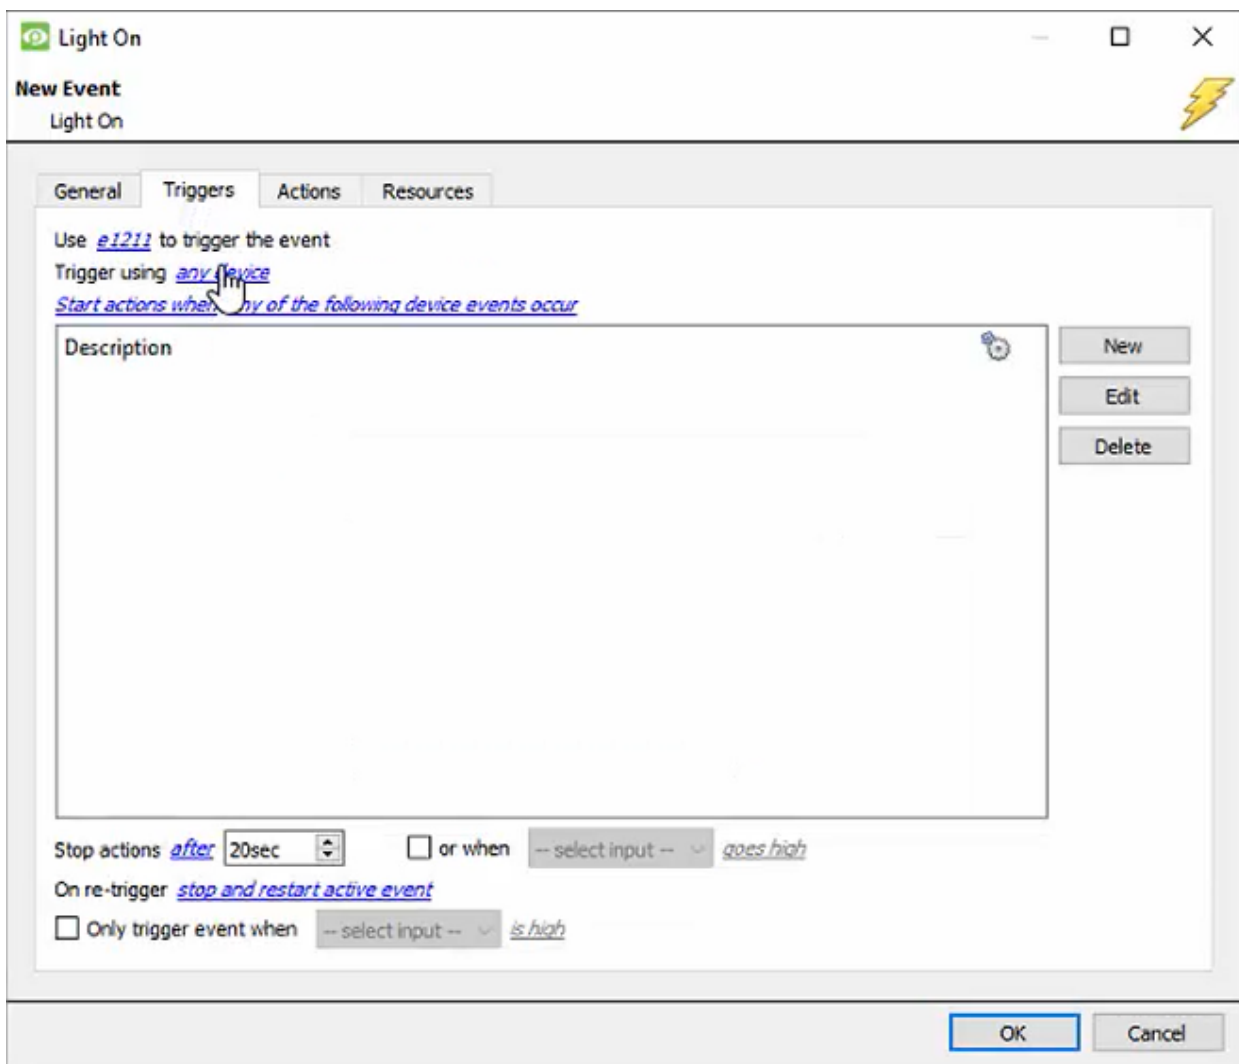 Light On
New Event
Light On
General Triggers Actions Resources
Use e1211 to trigger the event
Trigger using any device
Start actions when any of the following device events occur
Description
New
Edit
Delete
Stop actions after 20sec or when -- select input -- goes high
On re-trigger stop and restart active event
Only trigger event when -- select input -- is high
OK Cancel